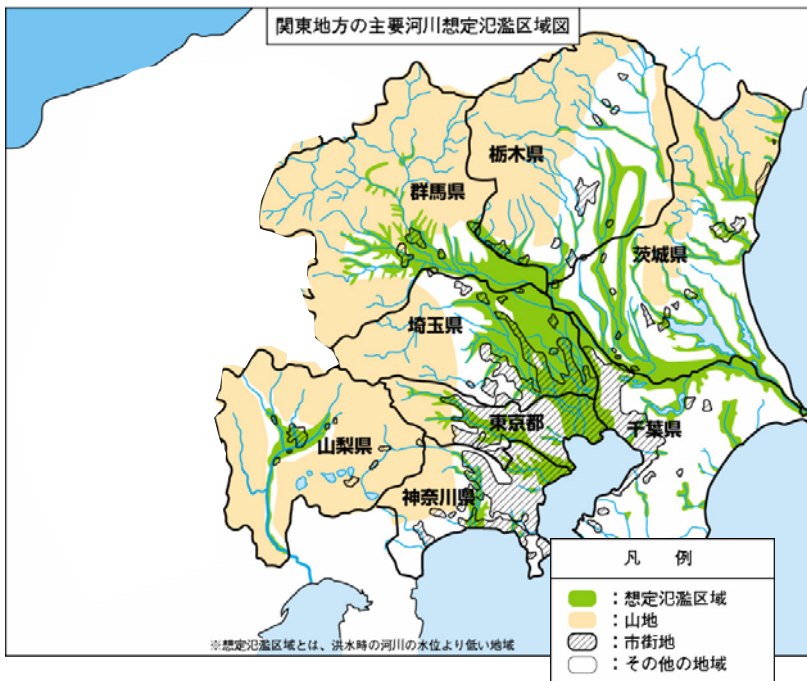 関東地方の主要河川想定氾濫区域図
栃木県
群馬県
茨城県
埼玉県
東京都
千葉県
山梨県
神奈川県
凡 例
：想定氾濫区域
：山地
：市街地
：その他の地域
※想定氾濫区域とは、洪水時の河川の水位より低い地域